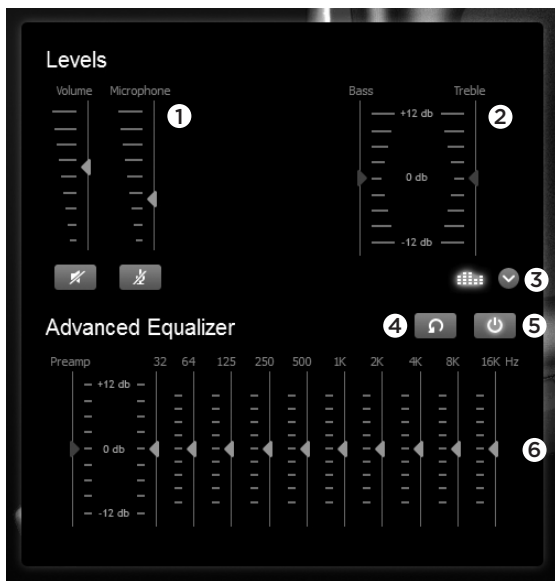 Levels
Volume Microphone Bass Treble
1 2
+12 db
0 db
-12 db
3
Advanced Equalizer 4 5
Preamp 32 64 125 250 500 1K 2K 4K 8K 16K Hz
+12 db
0 db 6
-12 db